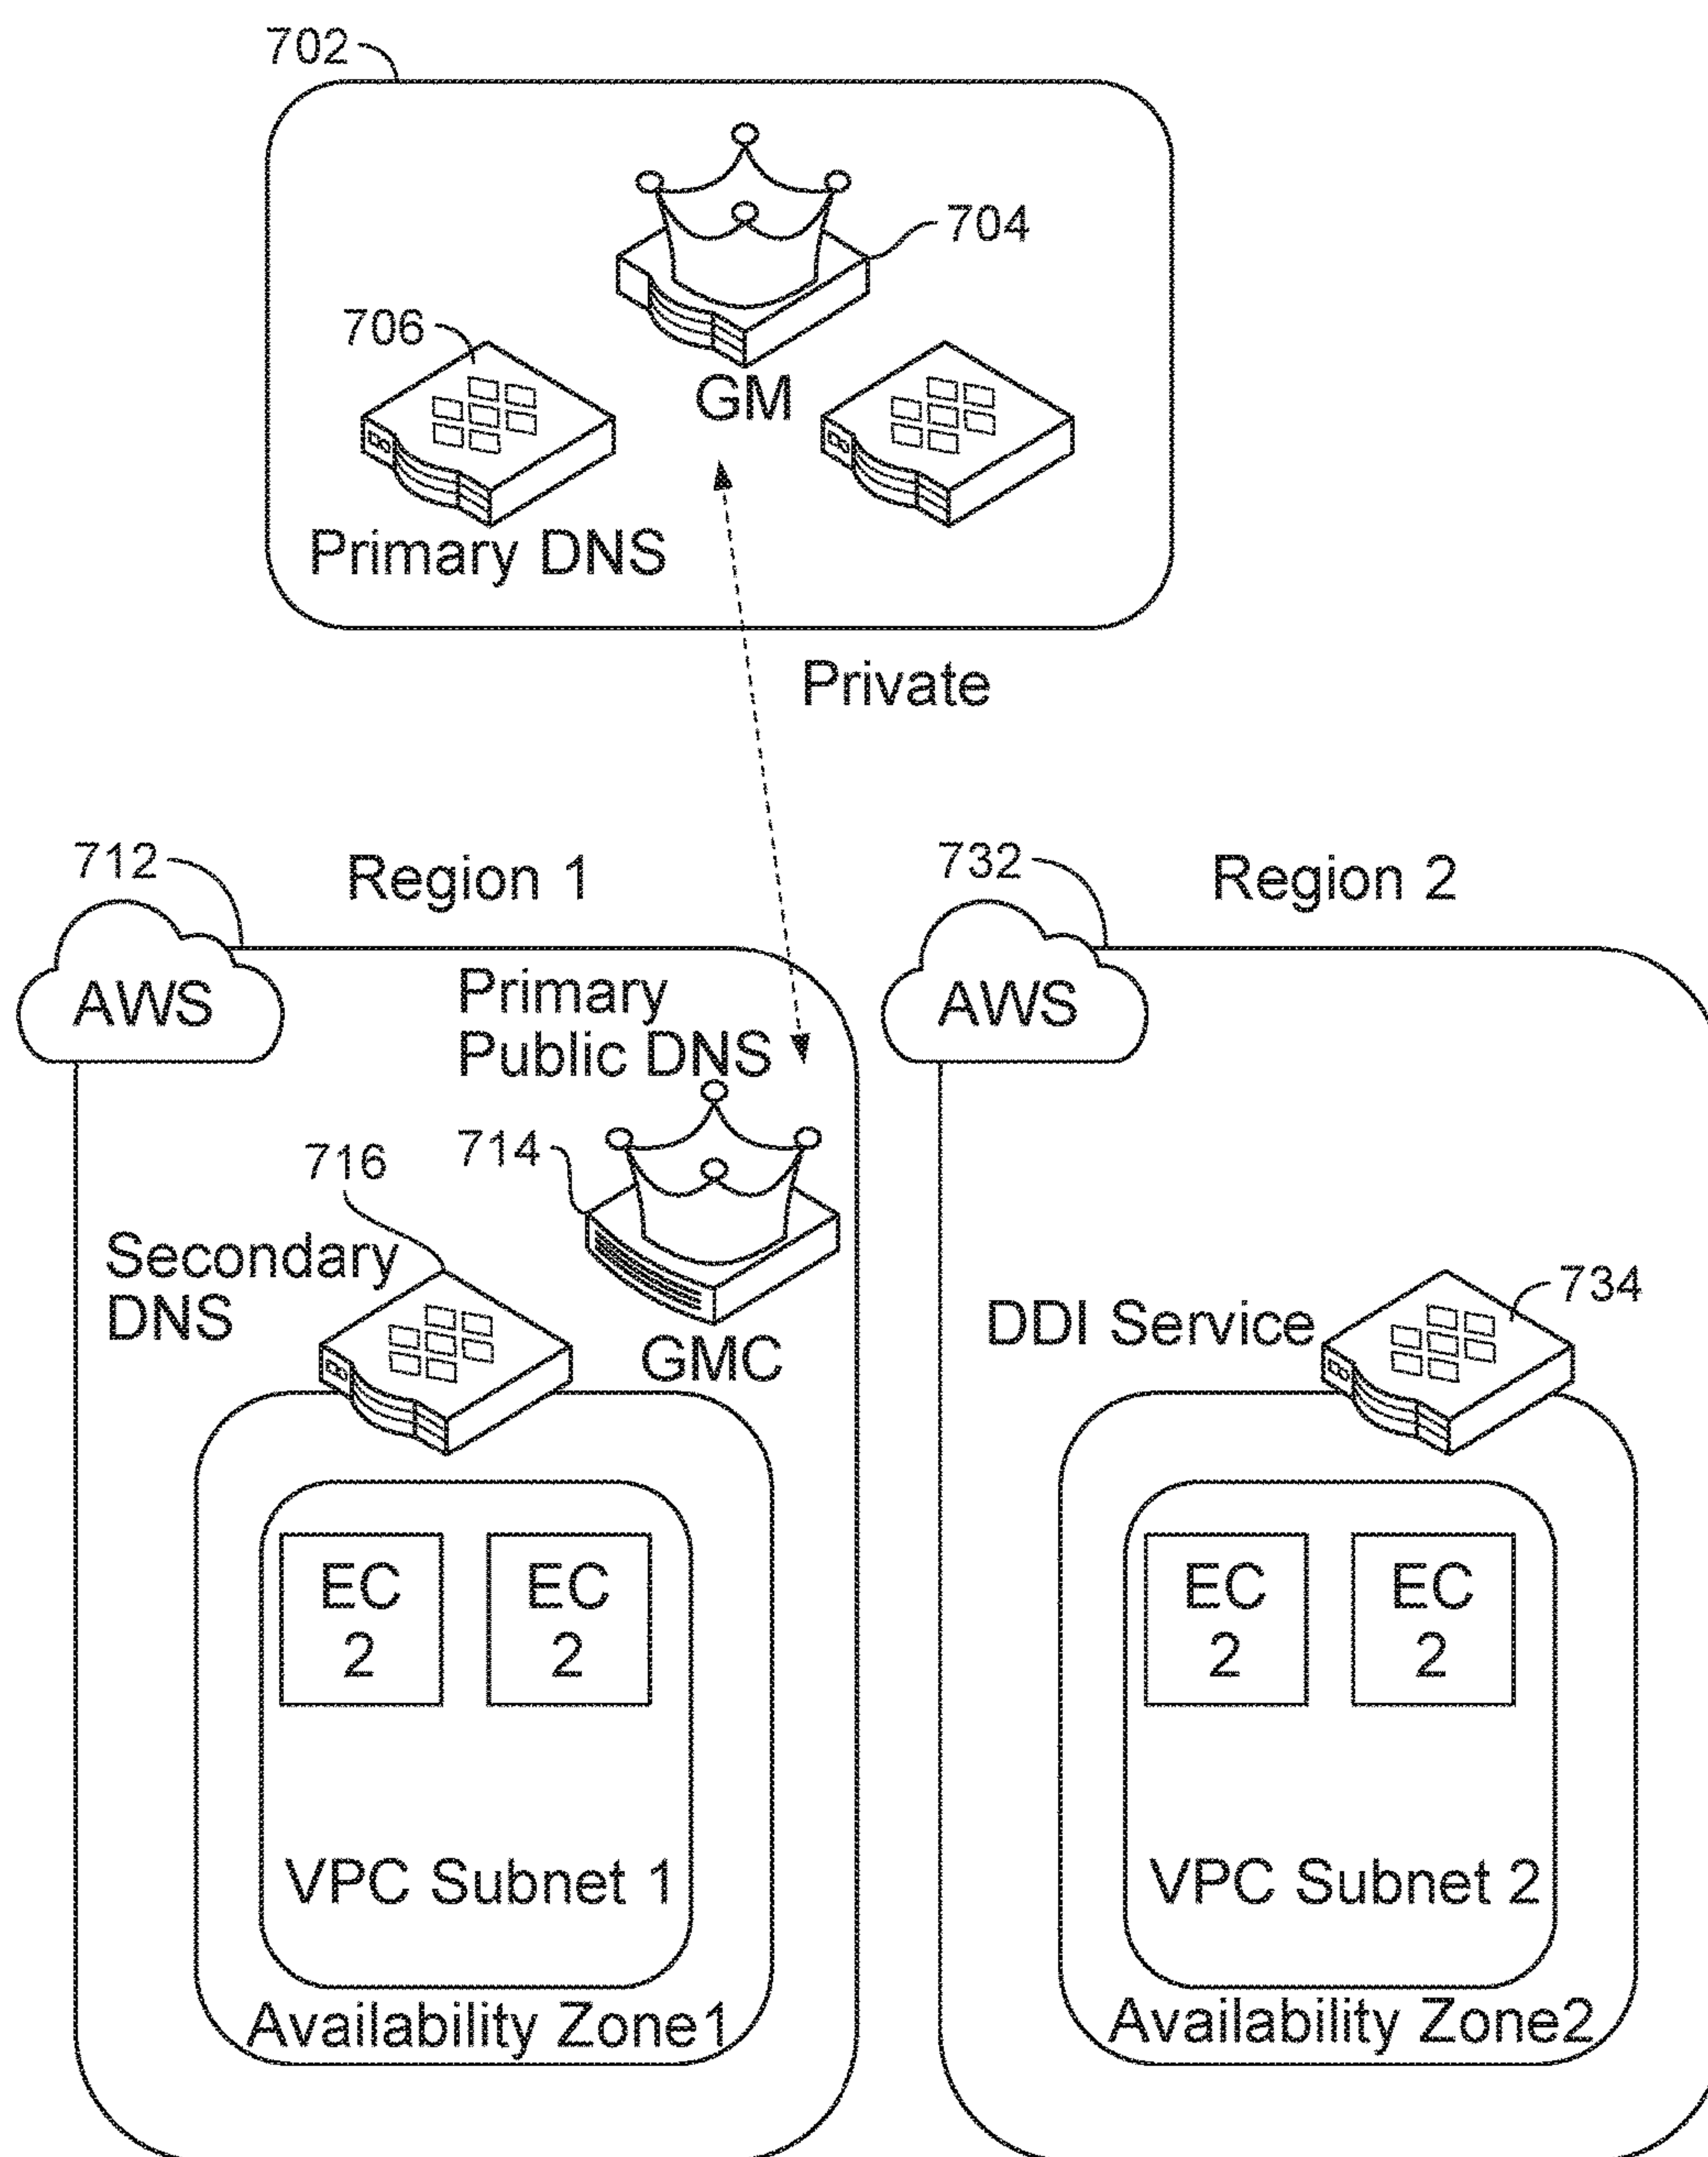 702
704
706
GM
Primary DNS
Private
712
Region 1
732
Region 2
AWS
Primary
Public DNS
AWS
716
714
Secondary
DNS
GMC
DDI Service
734
EC
2
EC
2
EC
2
EC
2
VPC Subnet 1
VPC Subnet 2
Availability Zone1
Availability Zone2